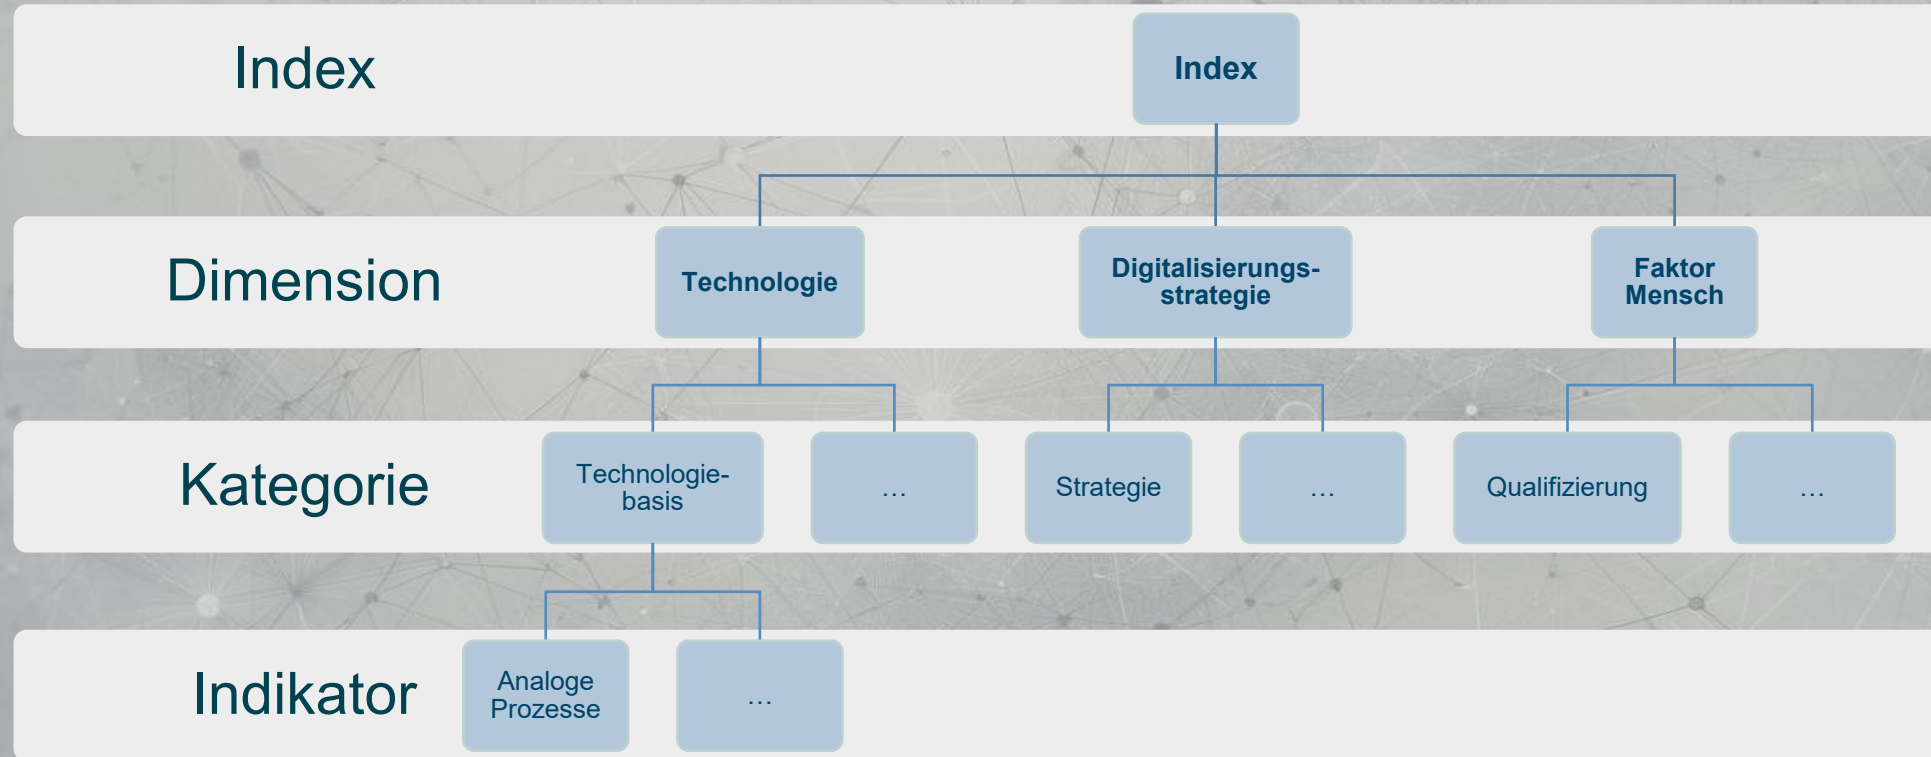 Index
Index
Dimension
Technologie
Digitalisierungs-
strategie
Faktor
Mensch
Kategorie
Technologie-
basis
...
Strategie
...
Qualifizierung
...
Indikator
Analoge
Prozesse
...